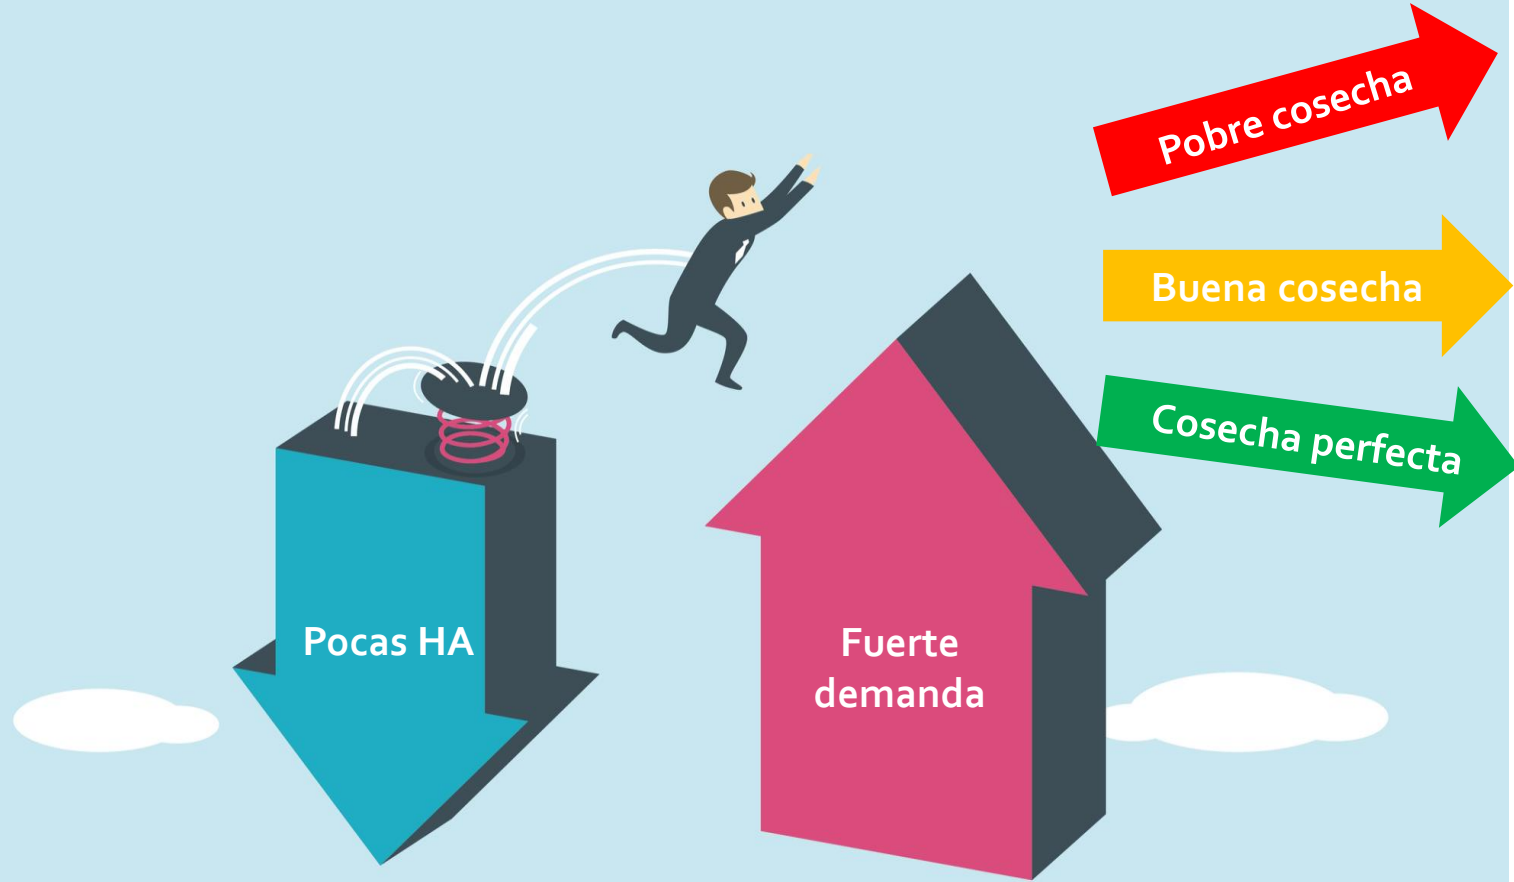 Pobre cosecha
Buena cosecha
Cosecha perfecta
Pocas HA
Fuerte
demanda